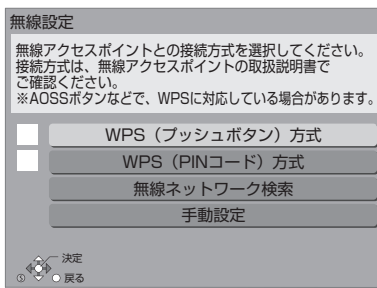 無線設定
無線アクセスポイントとの接続方式を選択してください。
接続方式は、無線アクセスポイントの取扱説明書で
ご確認ください。
※AOSSボタンなどで、WPSに対応している場合があります。
WPS（プッシュボタン）方式
WPS（PINコード）方式
無線ネットワーク検索
手動設定
決定
Ⓢ 戻る